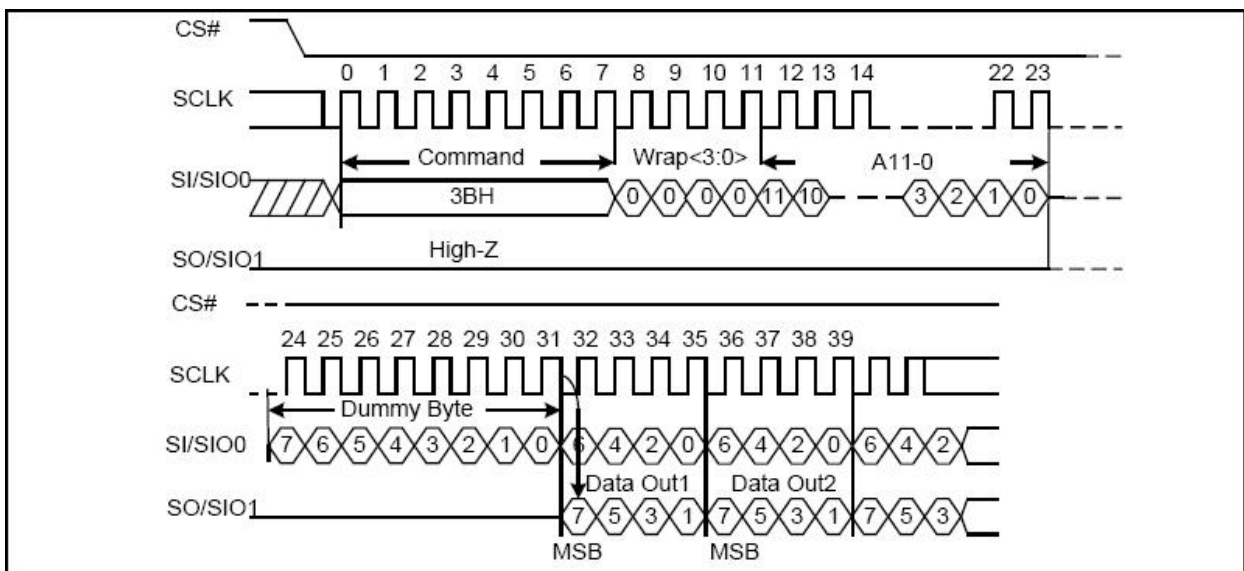 CS#
0 1 2 3 4 5 6 7 8 9 10 11 12 13 14 22 23
SCLK
Command Wrap<3:0> A11-0
SI/SIO0 3BH 0 0 0 0 11 10 3 2 1 0
SO/SIO1 High-Z
CS#
24 25 26 27 28 29 30 31 32 33 34 35 36 37 38 39
SCLK
Dummy Byte
SI/SIO0 7 6 5 4 3 2 1 0 6 4 2 0 6 4 2 0 6 4 2
Data Out1 Data Out2
SO/SIO1 7 5 3 1 7 5 3 1 7 5 3
MSB MSB